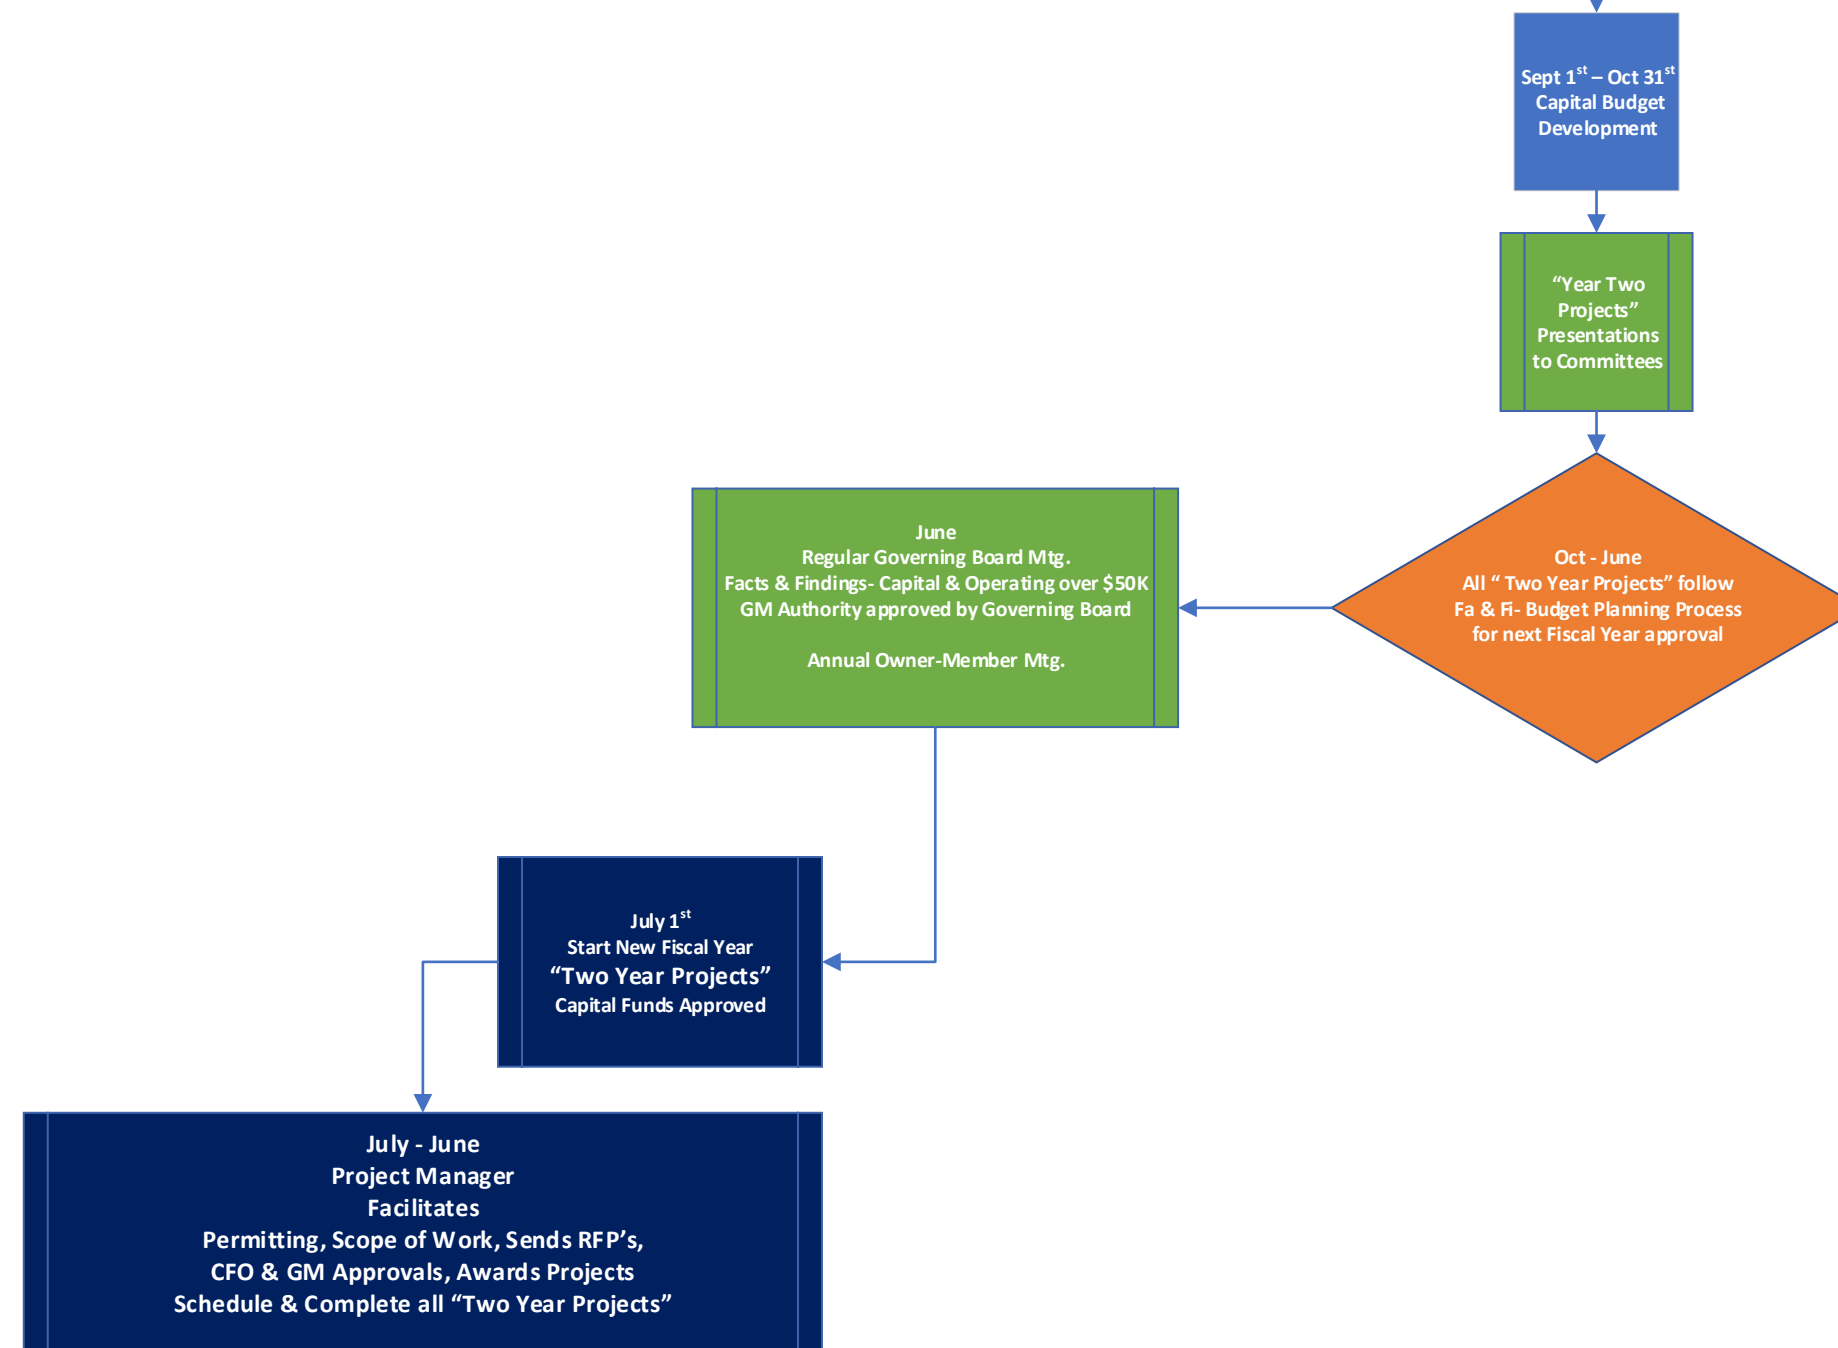 Sept 1st – Oct 31st
Capital Budget
Development
“Year Two
Projects”
Presentations
to Committees
Oct - June
All “ Two Year Projects” follow
Fa & Fi- Budget Planning Process
for next Fiscal Year approval
June
Regular Governing Board Mtg.
Facts & Findings- Capital & Operating over $50K
GM Authority approved by Governing Board
Annual Owner-Member Mtg.
July 1st
Start New Fiscal Year
“Two Year Projects”
Capital Funds Approved
July - June
Project Manager
Facilitates
Permitting, Scope of Work, Sends RFP’s,
CFO & GM Approvals, Awards Projects
Schedule & Complete all “Two Year Projects”